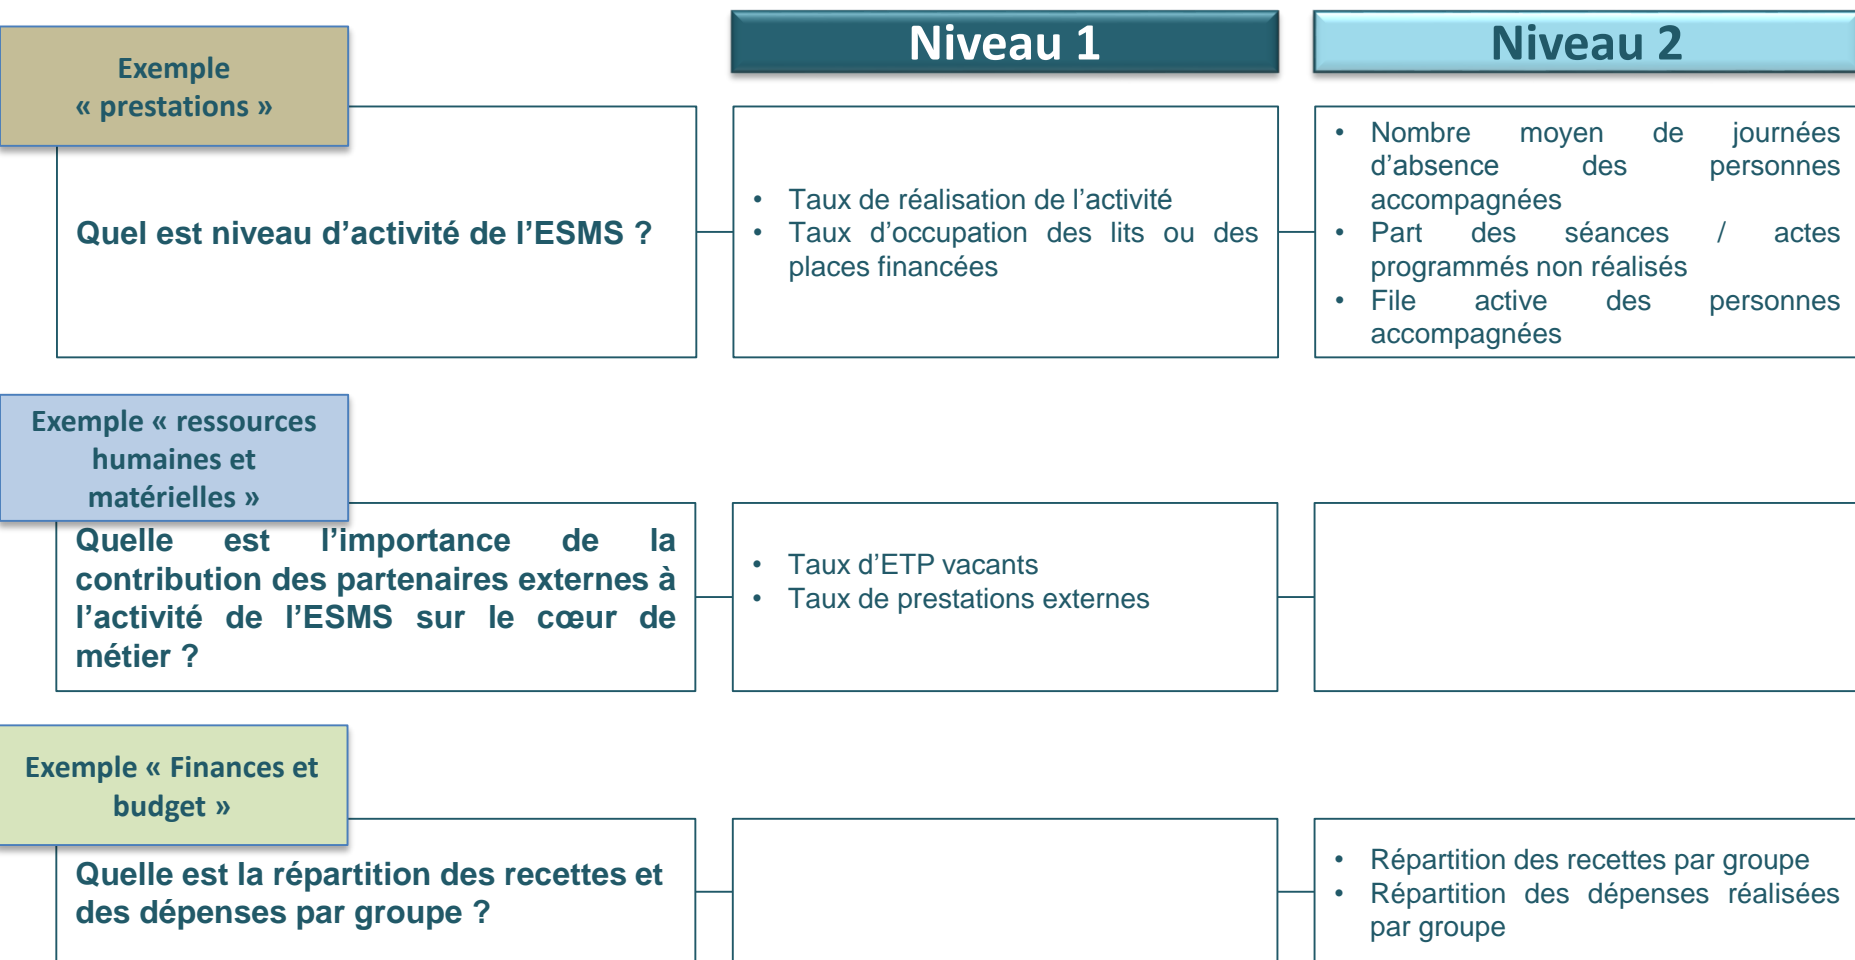 Niveau 1
Niveau 2
Exemple
« prestations »
Quel est niveau d’activité de l’ESMS ?
• Taux de réalisation de l’activité
• Taux d’occupation des lits ou des
places financées
• Nombre moyen de journées
d’absence des personnes
accompagnées
• Part des séances / actes
programmés non réalisés
• File active des personnes
accompagnées
Exemple « ressources
humaines et
matérielles »
Quelle est l’importance de la
contribution des partenaires externes à
l’activité de l’ESMS sur le cœur de
métier ?
• Taux d’ETP vacants
• Taux de prestations externes
Exemple « Finances et
budget »
Quelle est la répartition des recettes et
des dépenses par groupe ?
• Répartition des recettes par groupe
• Répartition des dépenses réalisées
par groupe